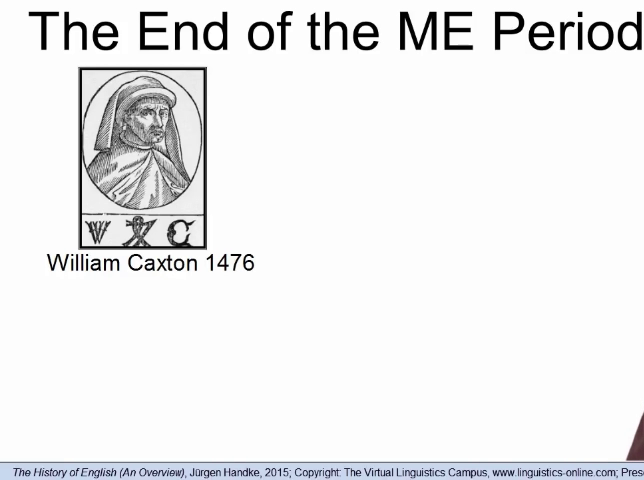 The End of the ME Period
W C
William Caxton 1476
The History of English (An Overview), Jürgen Handke, 2015; Copyright: The Virtual Linguistics Campus, www.linguistics-online.com; Pres